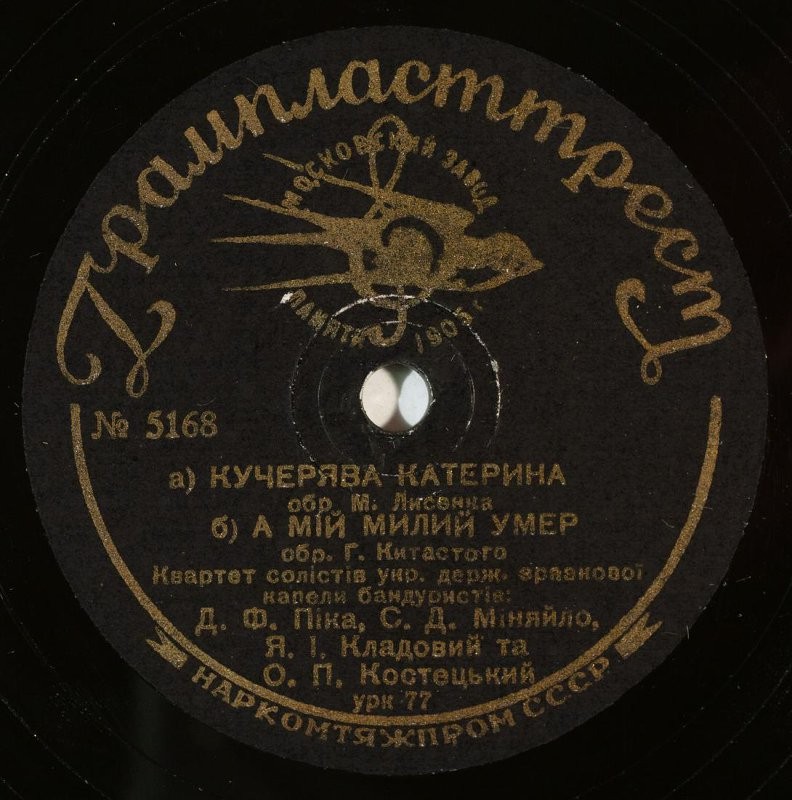 Грампласттрест
МОСКОВСКИЙ ЗАВОД
ПАМЯТИ 1905 г.
№ 5168
а) КУЧЕРЯВА КАТЕРИНА
обр. М. Лисенка
б) А МІЙ МИЛИЙ УМЕР
обр. Г. Китастого
Квартет солістів укр. держ. зразкової
капели бандуристів:
Д. Ф. Піка, С. Д. Міняйло,
Я. І. Кладовий та
О. П. Костецький
урк 77
НАРКОМТЯЖПРОМ СССР